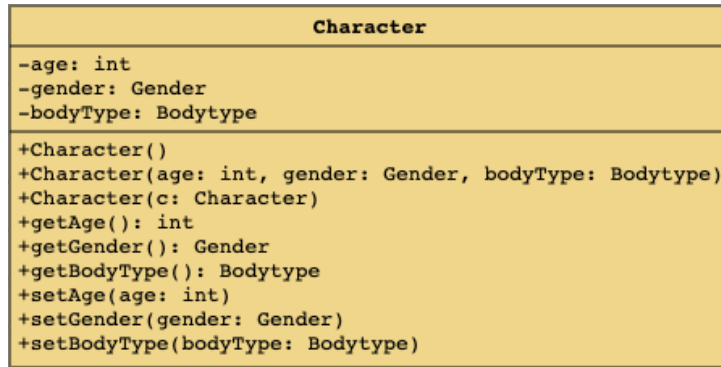 Character
-age: int
-gender: Gender
-bodyType: Bodytype
+Character()
+Character(age: int, gender: Gender, bodyType: Bodytype)
+Character(c: Character)
+getAge(): int
+getGender(): Gender
+getBodyType(): Bodytype
+setAge(age: int)
+setGender(gender: Gender)
+setBodyType(bodyType: Bodytype)